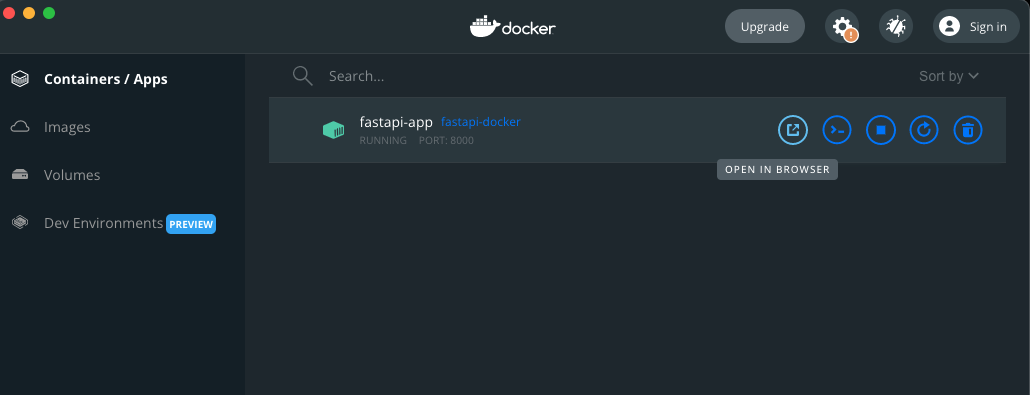 docker
Upgrade
!
Sign in
Containers / Apps
Images
Volumes
Dev Environments PREVIEW
Search...
Sort by
fastapi-app fastapi-docker
RUNNING PORT: 8000
OPEN IN BROWSER